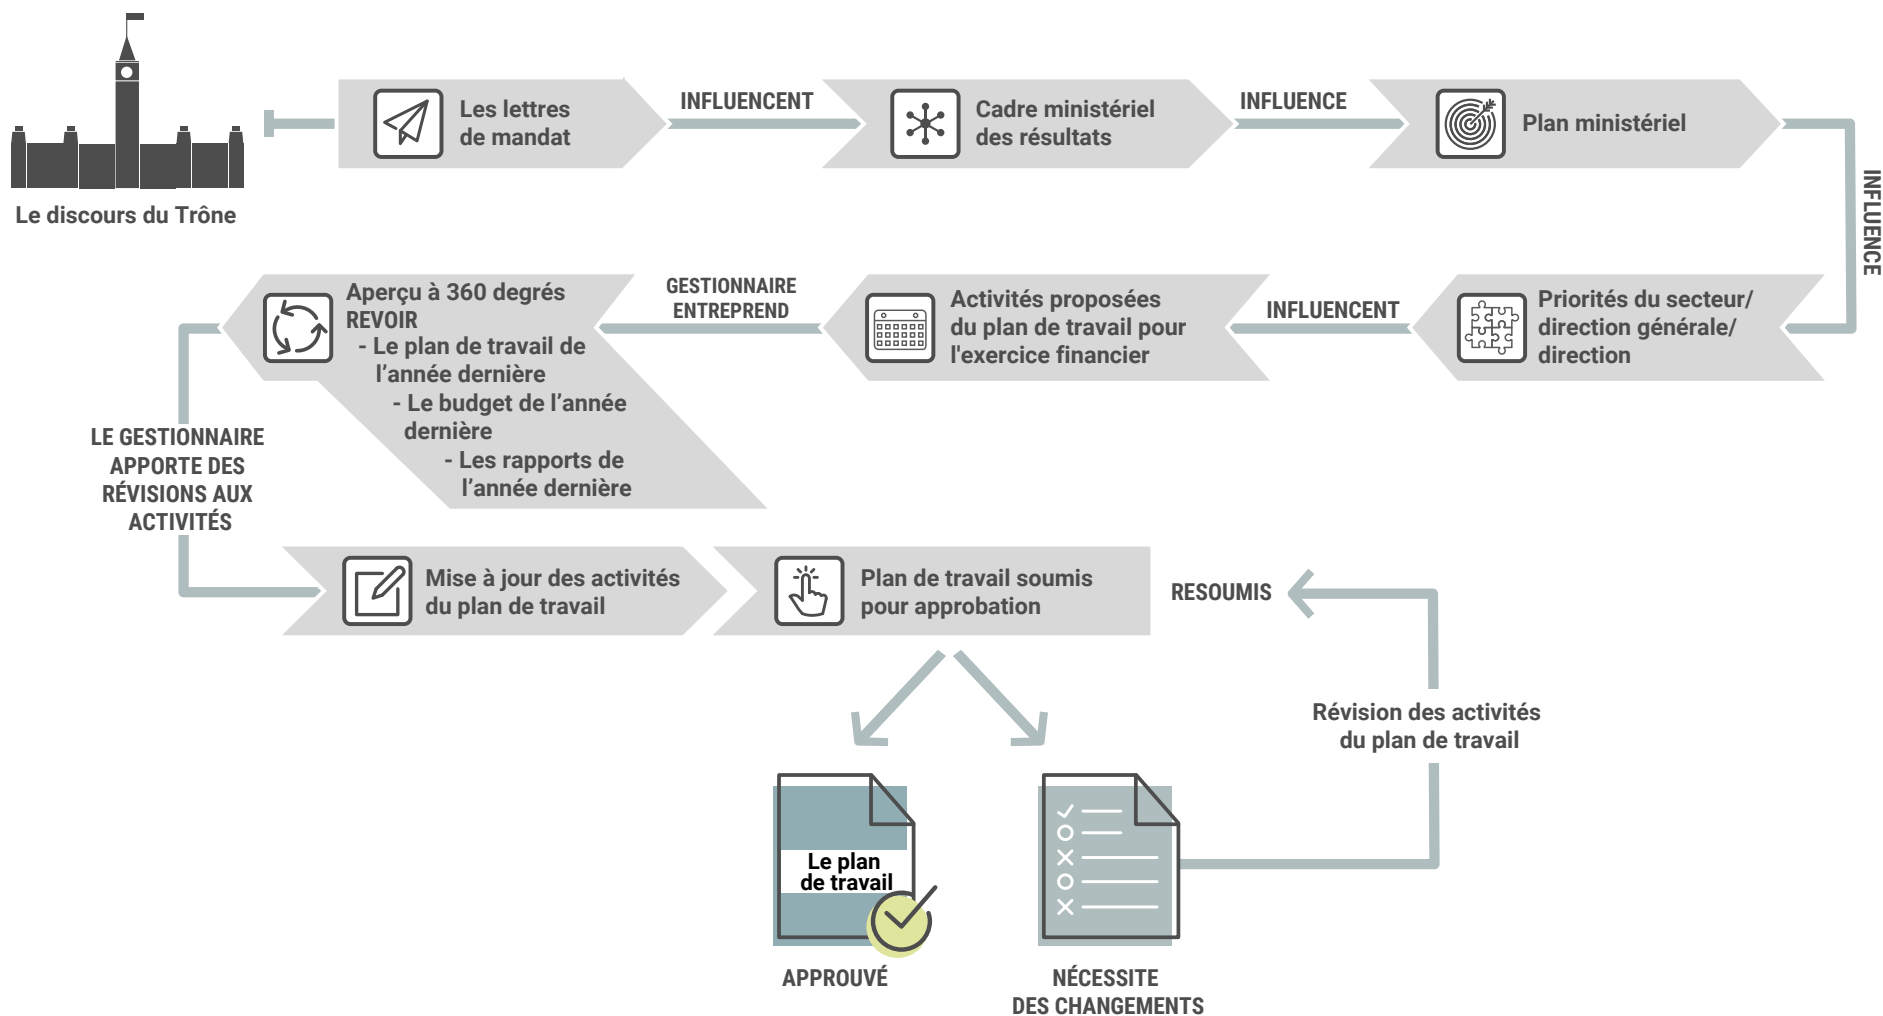 Le discours du Trône
Les lettres
de mandat
INFLUENCENT
Cadre ministériel
des résultats
INFLUENCE
Plan ministériel
INFLUENCE
Priorités du secteur/
direction générale/
direction
INFLUENCENT
Activités proposées
du plan de travail pour
l'exercice financier
GESTIONNAIRE
ENTREPREND
Aperçu à 360 degrés
REVOIR
- Le plan de travail de
l’année dernière
- Le budget de l’année
dernière
- Les rapports de
l’année dernière
LE GESTIONNAIRE
APPORTE DES
RÉVISIONS AUX
ACTIVITÉS
Mise à jour des activités
du plan de travail
Plan de travail soumis
pour approbation
RESOUMIS
Révision des activités
du plan de travail
Le plan
de travail
APPROUVÉ
NÉCESSITE
DES CHANGEMENTS